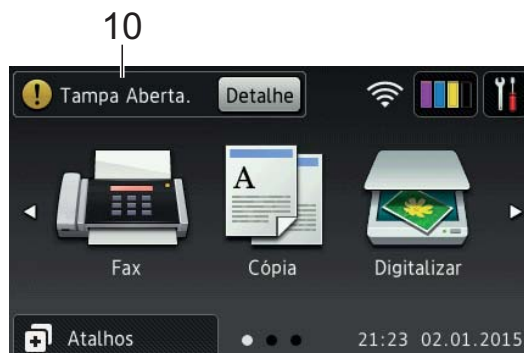 10
Tampa Aberta. Detalhe
A
Fax Cópia Digitalizar
Atalhos 21:23 02.01.2015